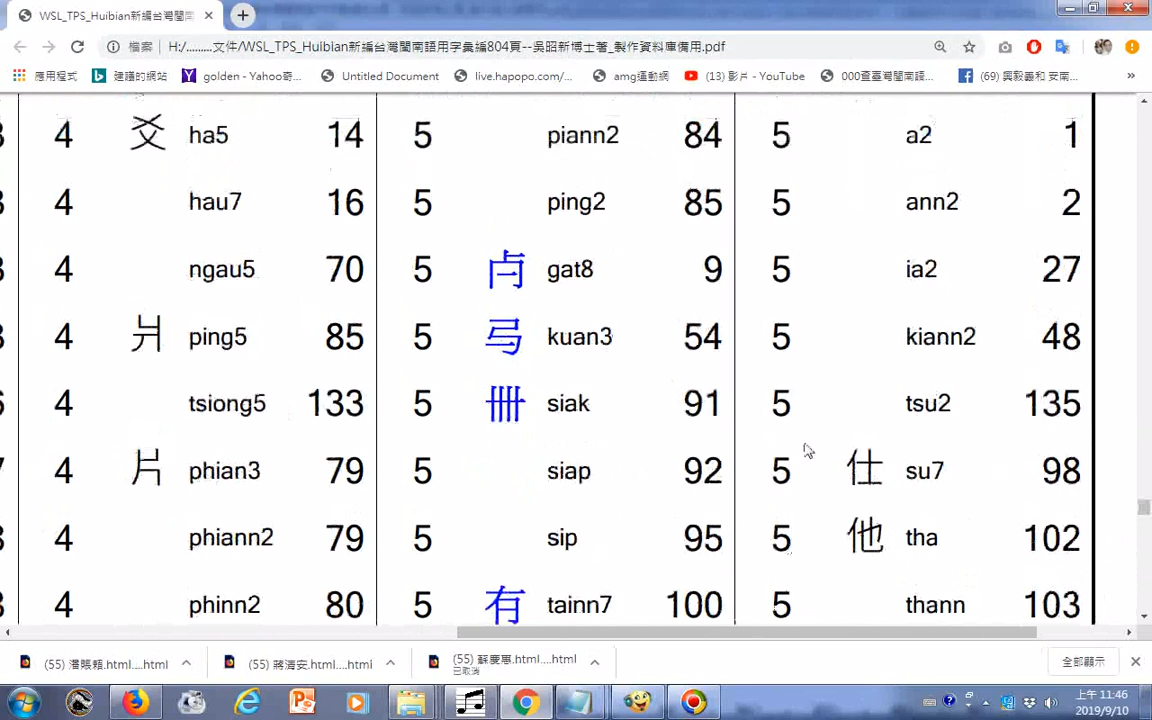 WSL_TPS_Huibian新編台灣閩南
檔案 H:/.........文件/WSL_TPS_Huibian新編台灣閩南語用字彙編804頁--吳昭新博士著_製作資料庫備用.pdf
應用程式 建議的網站 golden - Yahoo奇... Untitled Document live.hapopo.com/... amg運動網 (13) 影片 - YouTube 000查臺灣閩南語... (69) 興毅義和 安南...
4 爻 ha5 14 5 piann2 84 5 a2 1
4 hau7 16 5 ping2 85 5 ann2 2
4 ngau5 70 5 gat8 9 5 ia2 27
4 爿 ping5 85 5 kuan3 54 5 kiann2 48
4 tsiong5 133 5 卌 siak 91 5 tsu2 135
4 片 phian3 79 5 siap 92 5 仕 su7 98
4 phiann2 79 5 sip 95 5 他 tha 102
4 phinn2 80 5 tainn7 100 5 thann 103
(55) 潘賬賴.html....html (55) 蔣海安.html....html (55) 蘇慶專.html....html 全部顯示
已取消
上午 11:46
2019/9/10